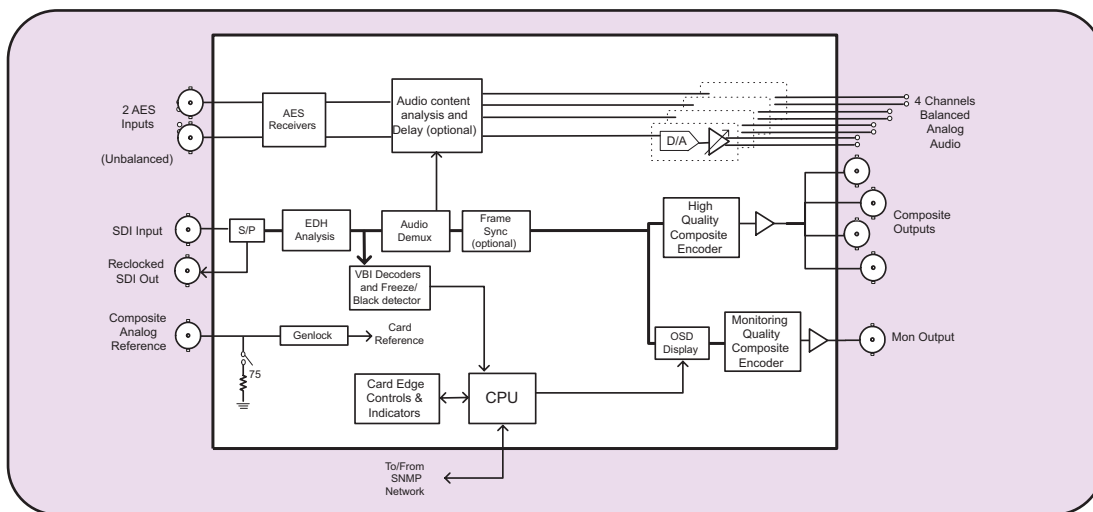 2 AES
Inputs
(Unbalanced)
AES
Receivers
Audio content
analysis and
Delay (optional)
D/A
4 Channels
Balanced
Analog
Audio
SDI Input
S/P
EDH
Analysis
Audio
Demux
Frame
Sync
(optional)
High
Quality
Composite
Encoder
Composite
Outputs
Reclocked
SDI Out
VBI Decoders
and Freeze/
Black detector
Composite
Analog
Reference
Genlock
Card
Reference
75
OSD
Display
Monitoring
Quality
Composite
Encoder
Mon Output
Card Edge
Controls &
Indicators
CPU
To/From
SNMP
Network